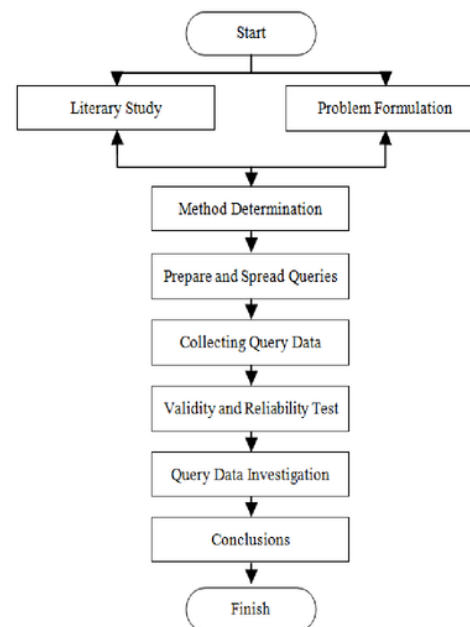 Start
Literary Study
Problem Formulation
Method Determination
Prepare and Spread Queries
Collecting Query Data
Validity and Reliability Test
Query Data Investigation
Conclusions
Finish